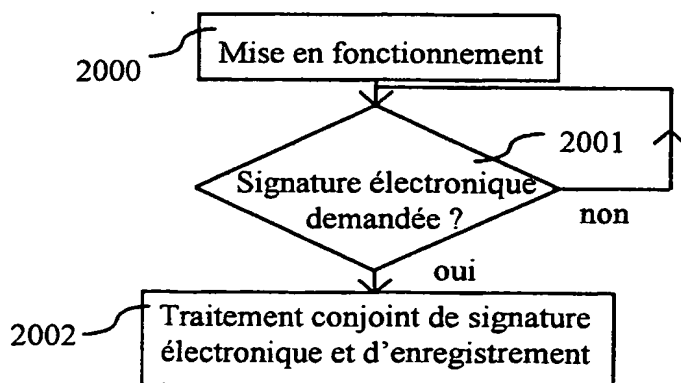 2000
Mise en fonctionnement
2001
Signature électronique
demandée ?
non
oui
2002
Traitement conjoint de signature
électronique et d'enregistrement